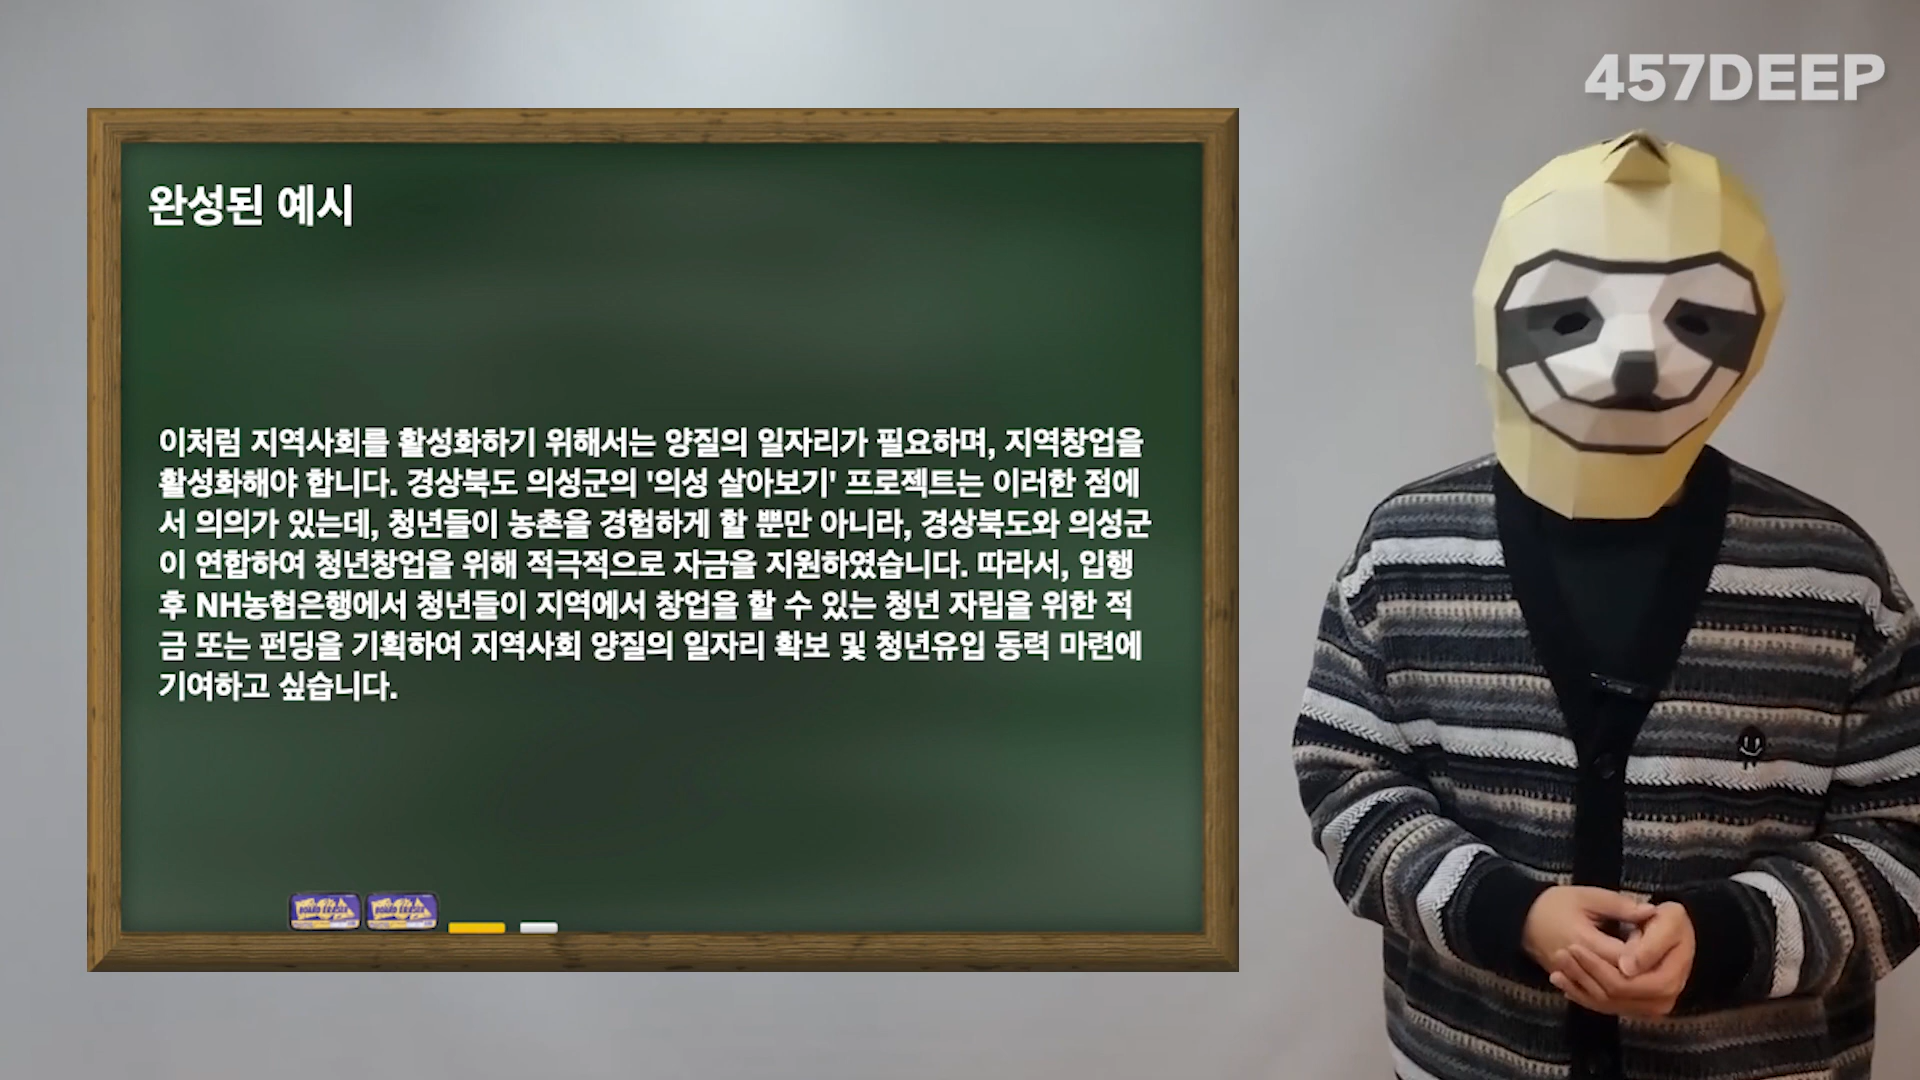 457DEEP
완성된 예시
이처럼 지역사회를 활성화하기 위해서는 양질의 일자리가 필요하며, 지역창업을
활성화해야 합니다. 경상북도 의성군의 '의성 살아보기' 프로젝트는 이러한 점에
서 의의가 있는데, 청년들이 농촌을 경험하게 할 뿐만 아니라, 경상북도와 의성군
이 연합하여 청년창업을 위해 적극적으로 자금을 지원하였습니다. 따라서, 입행
후 NH농협은행에서 청년들이 지역에서 창업을 할 수 있는 청년 자립을 위한 적
금 또는 펀딩을 기획하여 지역사회 양질의 일자리 확보 및 청년유입 동력 마련에
기여하고 싶습니다.
BOARD ERASER
BOARD ERASER